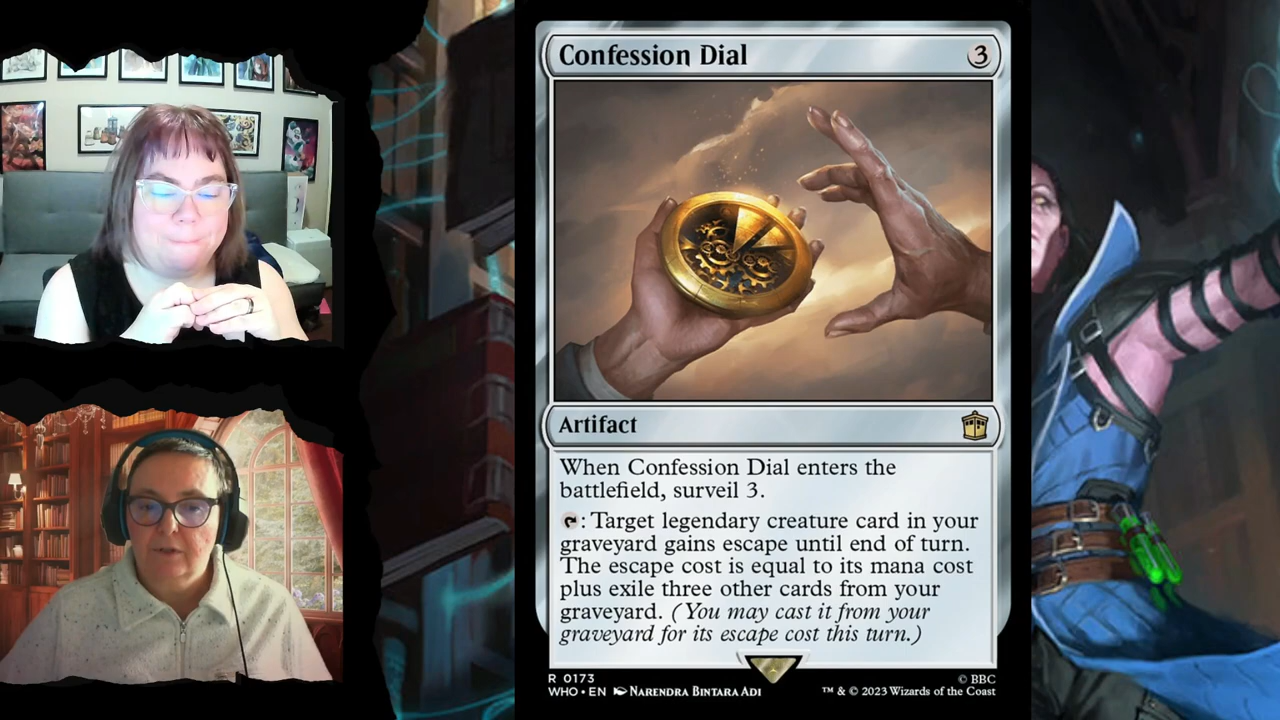 Confession Dial 3
Artifact
When Confession Dial enters the
battlefield, surveil 3.
: Target legendary creature card in your
graveyard gains escape until end of turn.
The escape cost is equal to its mana cost
plus exile three other cards from your
graveyard. (You may cast it from your
graveyard for its escape cost this turn.)
R 0173
WHO • EN NARENDRA BINTARA ADI
© BBC
™ & © 2023 Wizards of the Coast